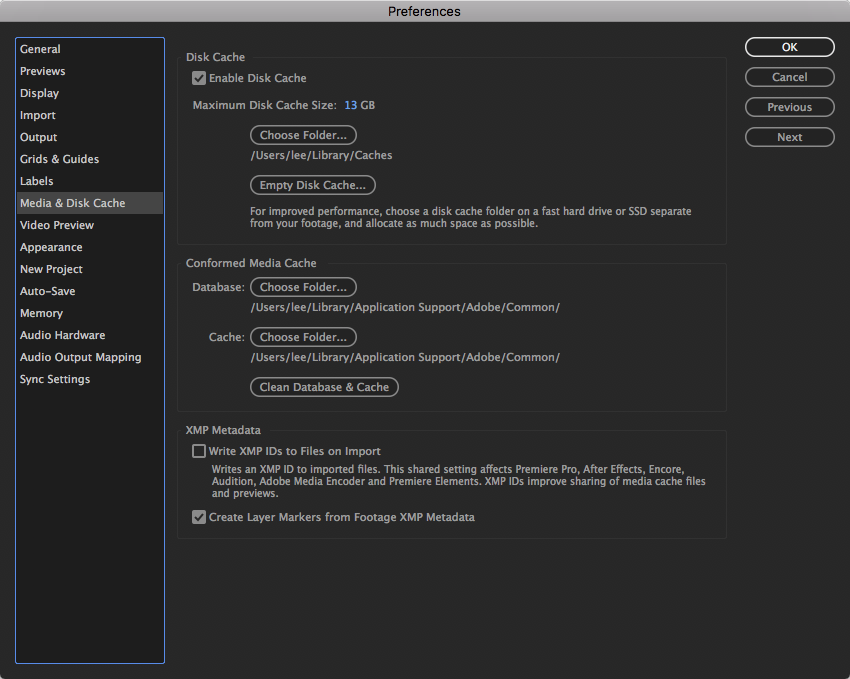 Preferences
General
Previews
Display
Import
Output
Grids & Guides
Labels
Media & Disk Cache
Video Preview
Appearance
New Project
Auto-Save
Memory
Audio Hardware
Audio Output Mapping
Sync Settings
Disk Cache
Enable Disk Cache
Maximum Disk Cache Size: 13 GB
Choose Folder...
/Users/lee/Library/Caches
Empty Disk Cache...
For improved performance, choose a disk cache folder on a fast hard drive or SSD separate
from your footage, and allocate as much space as possible.
Conformed Media Cache
Database: Choose Folder...
/Users/lee/Library/Application Support/Adobe/Common/
Cache: Choose Folder...
/Users/lee/Library/Application Support/Adobe/Common/
Clean Database & Cache
XMP Metadata
Write XMP IDs to Files on Import
Writes an XMP ID to imported files. This shared setting affects Premiere Pro, After Effects, Encore,
Audition, Adobe Media Encoder and Premiere Elements. XMP IDs improve sharing of media cache files
and previews.
Create Layer Markers from Footage XMP Metadata
OK
Cancel
Previous
Next